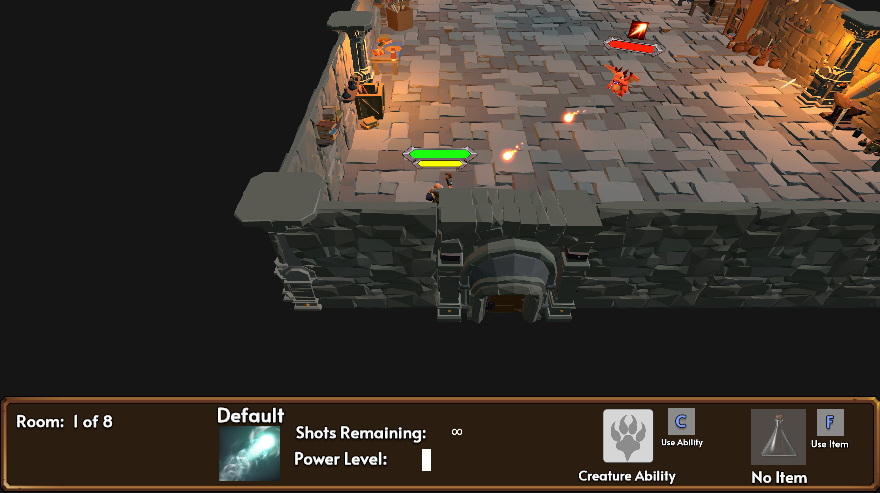 Room: 1 of 8
Default
Shots Remaining: ∞
Power Level:
C
Use Ability
Creature Ability
F
Use Item
No Item